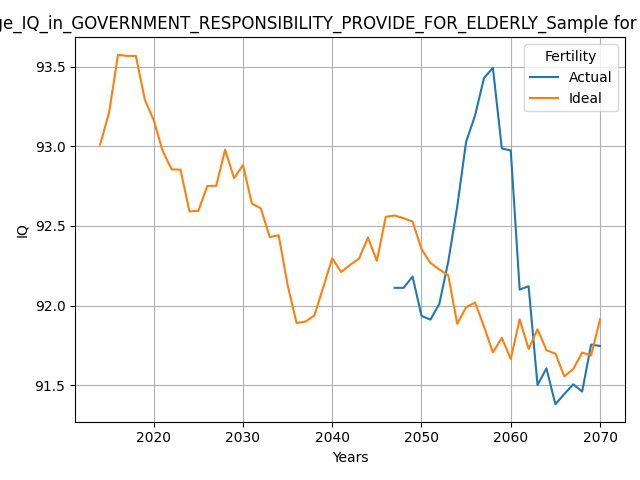 ge_IQ_in_GOVERNMENT_RESPONSIBILITY_PROVIDE_FOR_ELDERLY_Sample for
Fertility
Actual
Ideal
93.5
93.0
92.5
92.0
91.5
IQ
2020 2030 2040 2050 2060 2070
Years